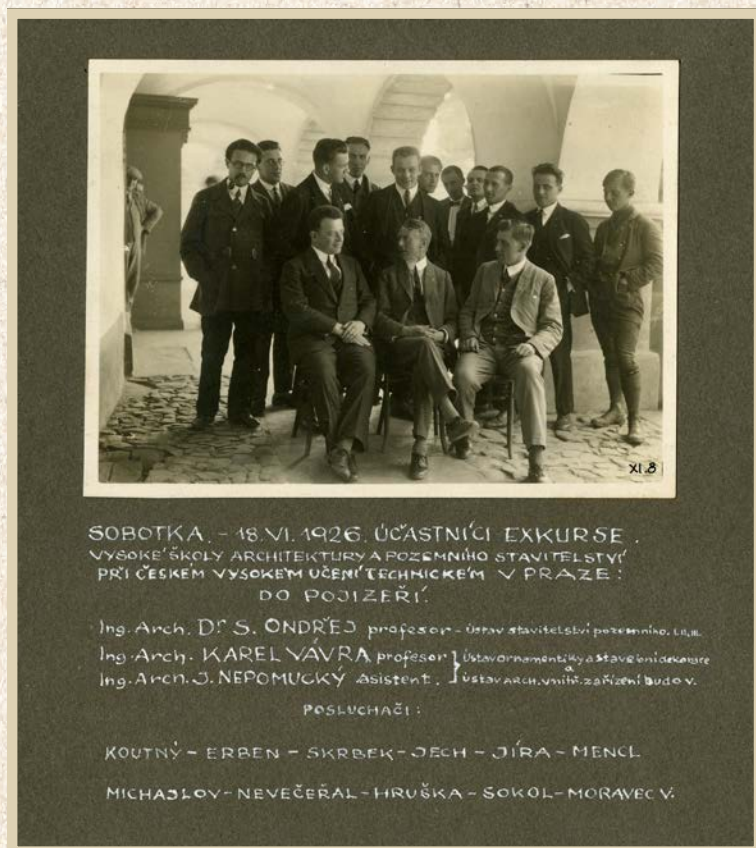 XI.8
SOBOTKA. - 18.VI.1926. ÚČASTNÍCI EXKURSE.
VYSOKÉ ŠKOLY ARCHITEKTURY A POZEMNÍHO STAVITELSTVÍ
PŘI ČESKÉM VYSOKÉM UČENÍ TECHNICKÉM V PRAZE:
DO POJIZEŘÍ.
Ing. Arch. Dr S. ONDŘEJ profesor - ústav stavitelství pozemního. I.a.III.
Ing. Arch. KAREL VÁVRA, profesor } ústav ornamentiky a stavební dekorace
a
Ing. Arch. J. NEPOMUCKÝ asistent. ústav arch. vnitř. zařízení budov.
POSLUCHAČI:
KOUTNÝ - ERBEN - SKRBEK - JECH - JÍRA - MENCL
MICHAJLOV - NEVEČEŘAL - HRUŠKA - SOKOL - MORAVEC V.